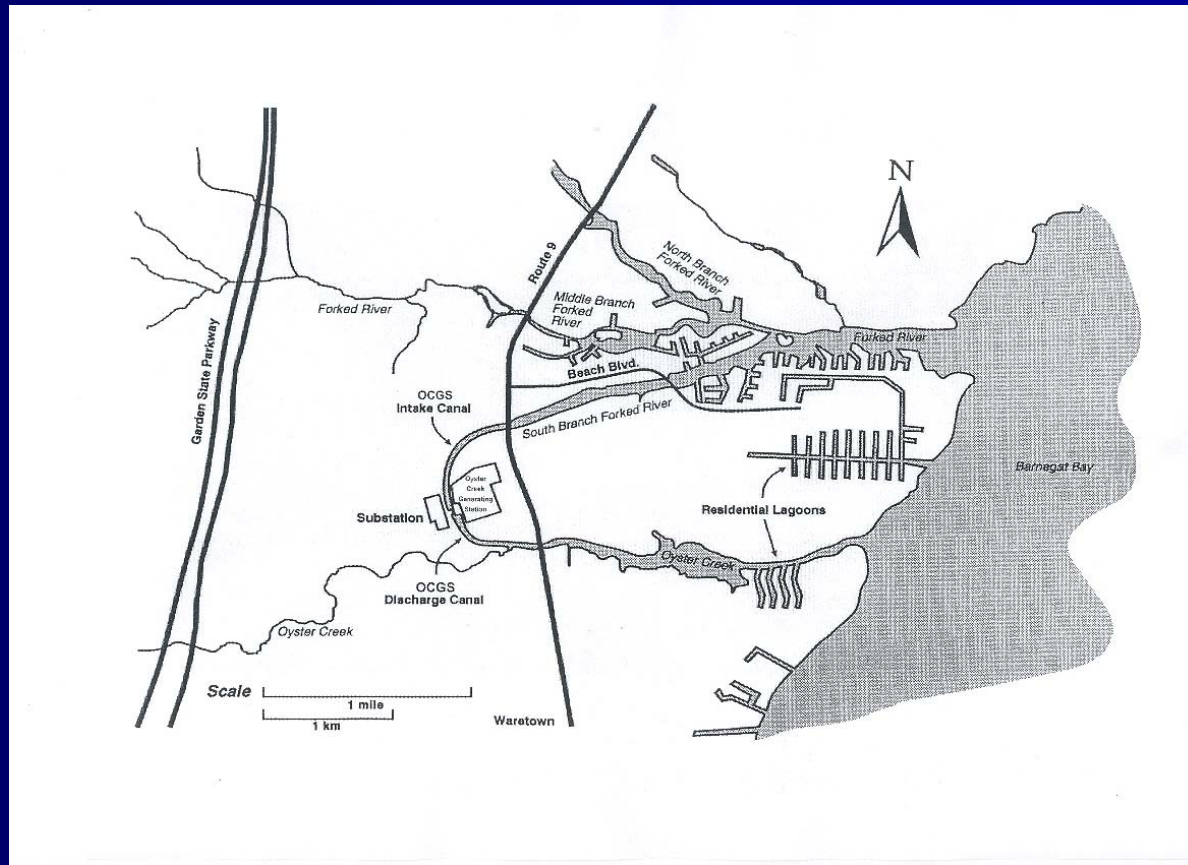 N
Route 9
North Branch
Forked River
Middle Branch
Forked
River
Forked River
Forked River
Garden State Parkway
Beach Blvd.
OCGS
Intake Canal
South Branch Forked River
Barnegat Bay
Oyster
Creek
Generating
Station
Substation
Residential Lagoons
Oyster Creek
OCGS
Discharge Canal
Oyster Creek
Scale
1 mile
1 km
Waretown